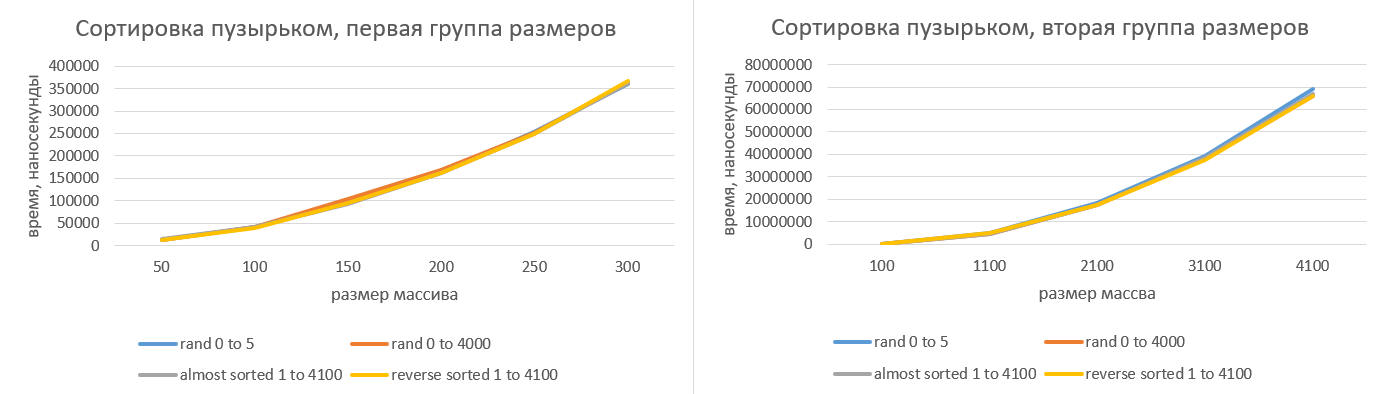 Сортировка пузырьком, первая группа размеров
время, наносекунды
400000
350000
300000
250000
200000
150000
100000
50000
0
50 100 150 200 250 300
размер массива
rand 0 to 5 rand 0 to 4000
almost sorted 1 to 4100 reverse sorted 1 to 4100
Сортировка пузырьком, вторая группа размеров
время, наносекунды
80000000
70000000
60000000
50000000
40000000
30000000
20000000
10000000
0
100 1100 2100 3100 4100
размер массва
rand 0 to 5 rand 0 to 4000
almost sorted 1 to 4100 reverse sorted 1 to 4100